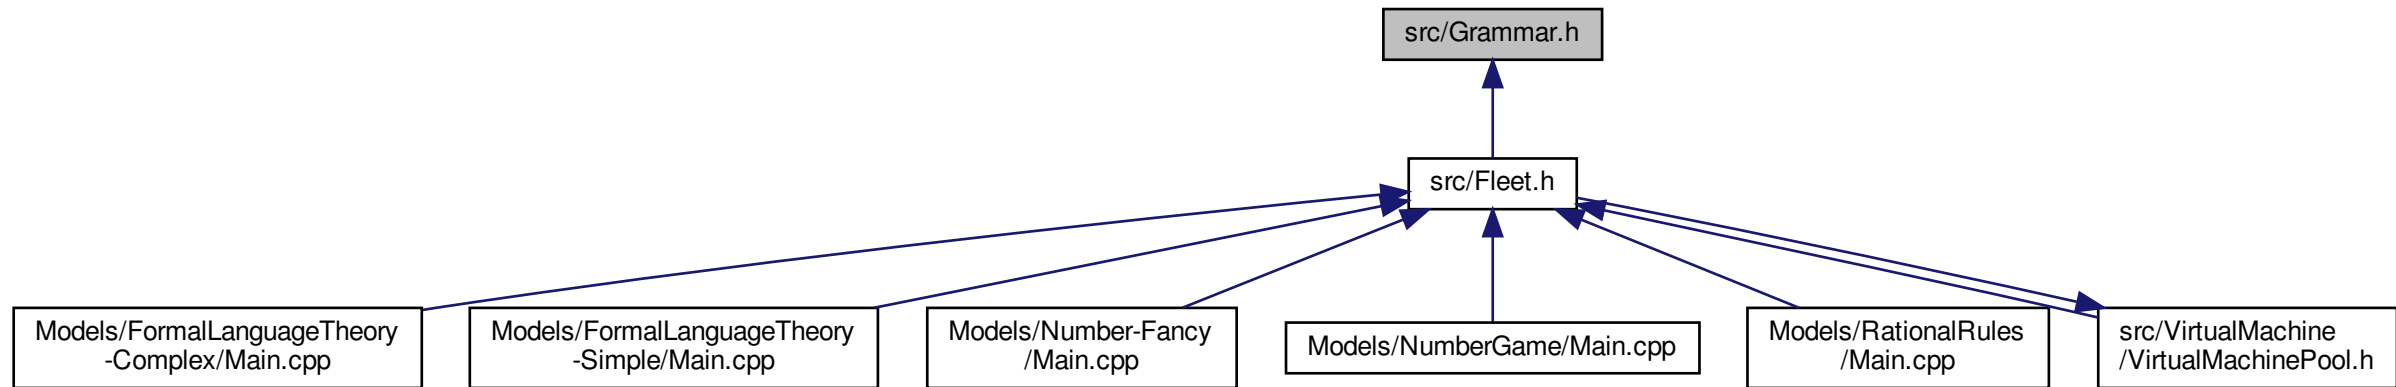 src/Grammar.h
src/Fleet.h
Models/FormalLanguageTheory
-Complex/Main.cpp
Models/FormalLanguageTheory
-Simple/Main.cpp
Models/Number-Fancy
/Main.cpp
Models/NumberGame/Main.cpp
Models/RationalRules
/Main.cpp
src/VirtualMachine
/VirtualMachinePool.h